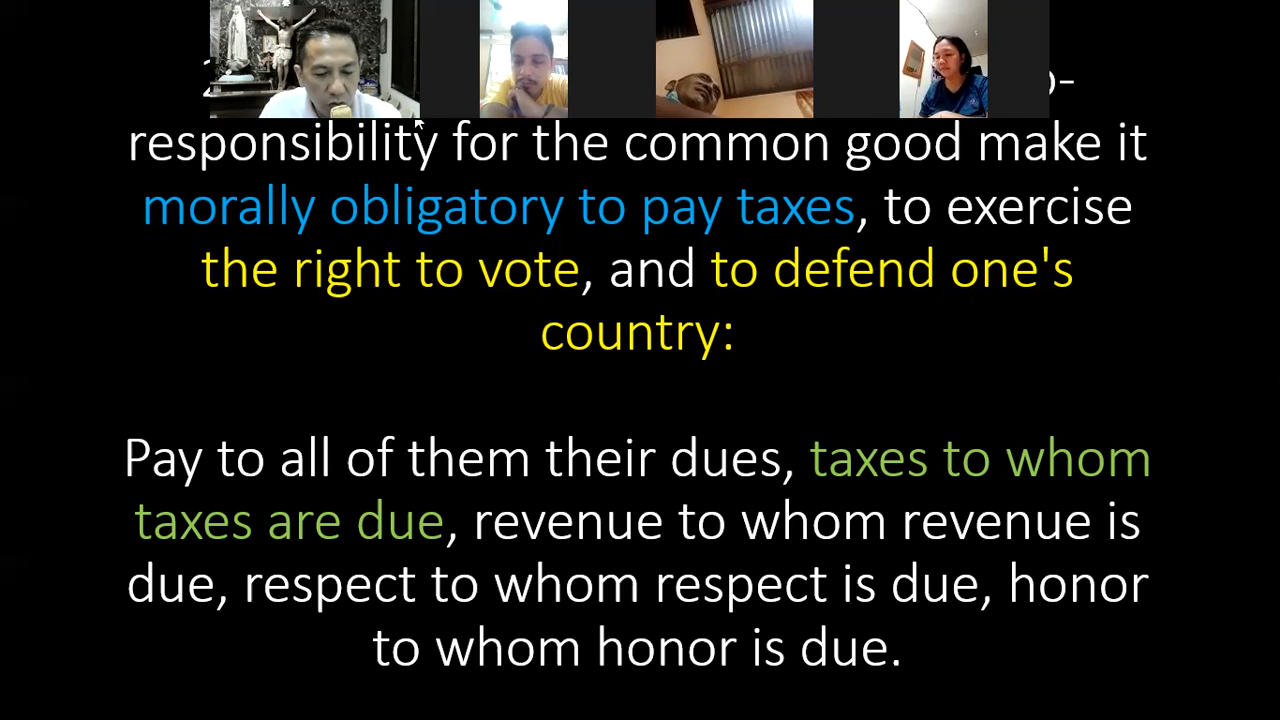 responsibility for the common good make it
morally obligatory to pay taxes, to exercise
the right to vote, and to defend one's
country:
Pay to all of them their dues, taxes to whom
taxes are due, revenue to whom revenue is
due, respect to whom respect is due, honor
to whom honor is due.